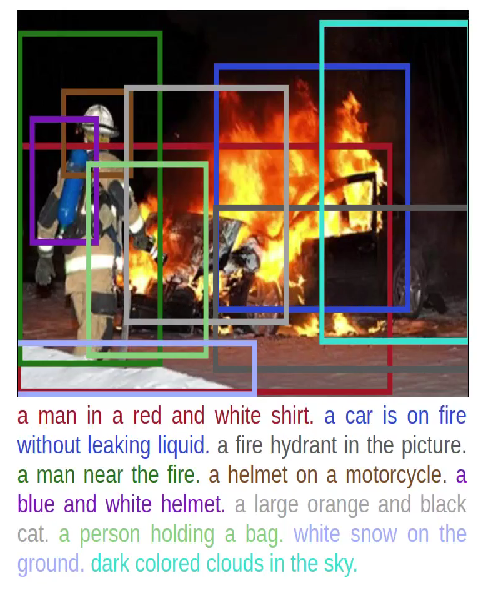 a man in a red and white shirt. a car is on fire
without leaking liquid. a fire hydrant in the picture.
a man near the fire. a helmet on a motorcycle. a
blue and white helmet. a large orange and black
cat. a person holding a bag. white snow on the
ground. dark colored clouds in the sky.